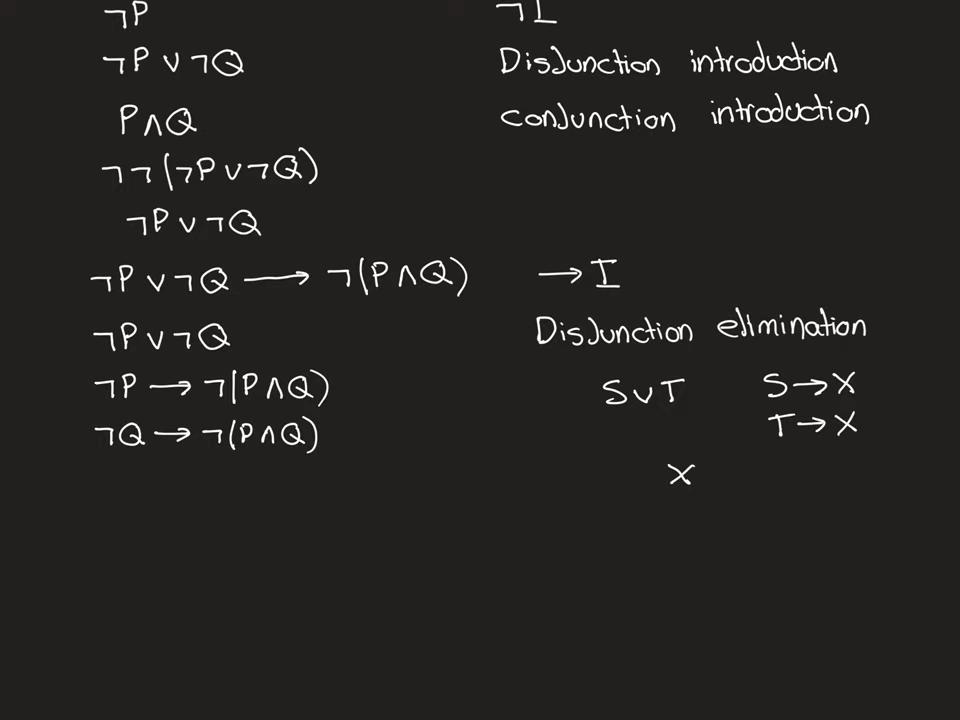 ¬P ¬I
¬P ∨ ¬Q Disjunction introduction
P ∧ Q conjunction introduction
¬¬(¬P ∨ ¬Q)
¬P ∨ ¬Q
¬P ∨ ¬Q → ¬(P ∧ Q) → I
¬P ∨ ¬Q Disjunction elimination
¬P → ¬(P ∧ Q) S ∨ T S → X
¬Q → ¬(P ∧ Q) T → X
X